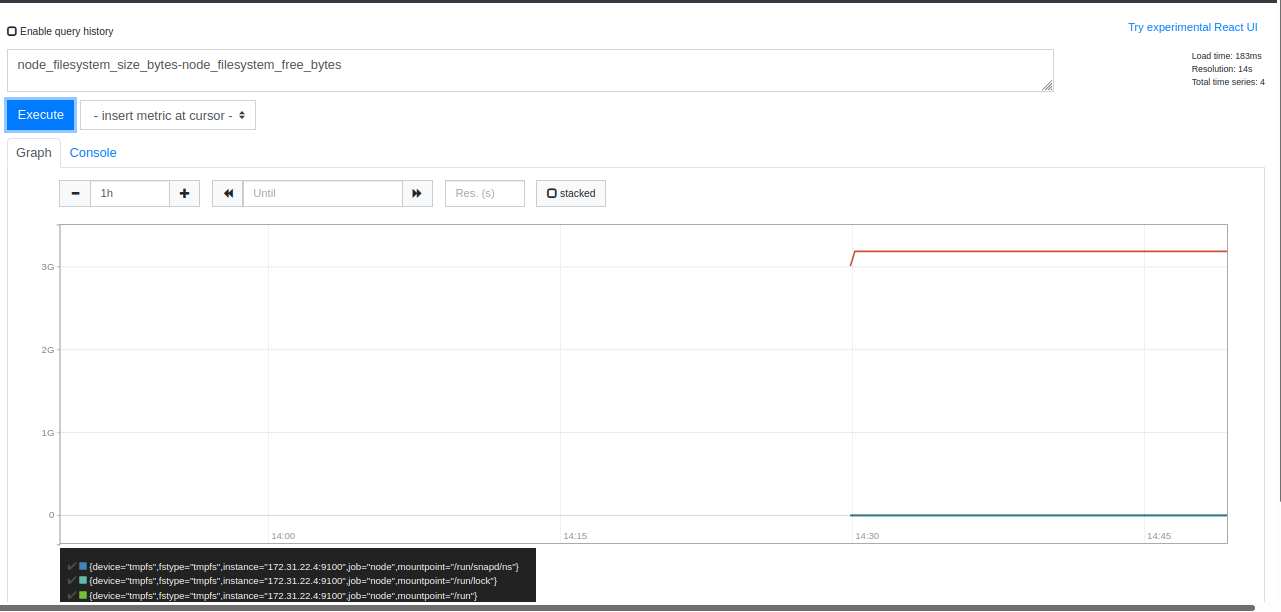 Enable query history
Try experimental React UI
node_filesystem_size_bytes-node_filesystem_free_bytes
Load time: 183ms
Resolution: 14s
Total time series: 4
Execute
- insert metric at cursor -
Graph
Console
1h
Until
Res. (s)
stacked
3G
2G
1G
0
14:00
14:15
14:30
14:45
{device="tmpfs",fstype="tmpfs",instance="172.31.22.4:9100",job="node",mountpoint="/run/snapd/ns"}
{device="tmpfs",fstype="tmpfs",instance="172.31.22.4:9100",job="node",mountpoint="/run/lock"}
{device="tmpfs",fstype="tmpfs",instance="172.31.22.4:9100",job="node",mountpoint="/run"}